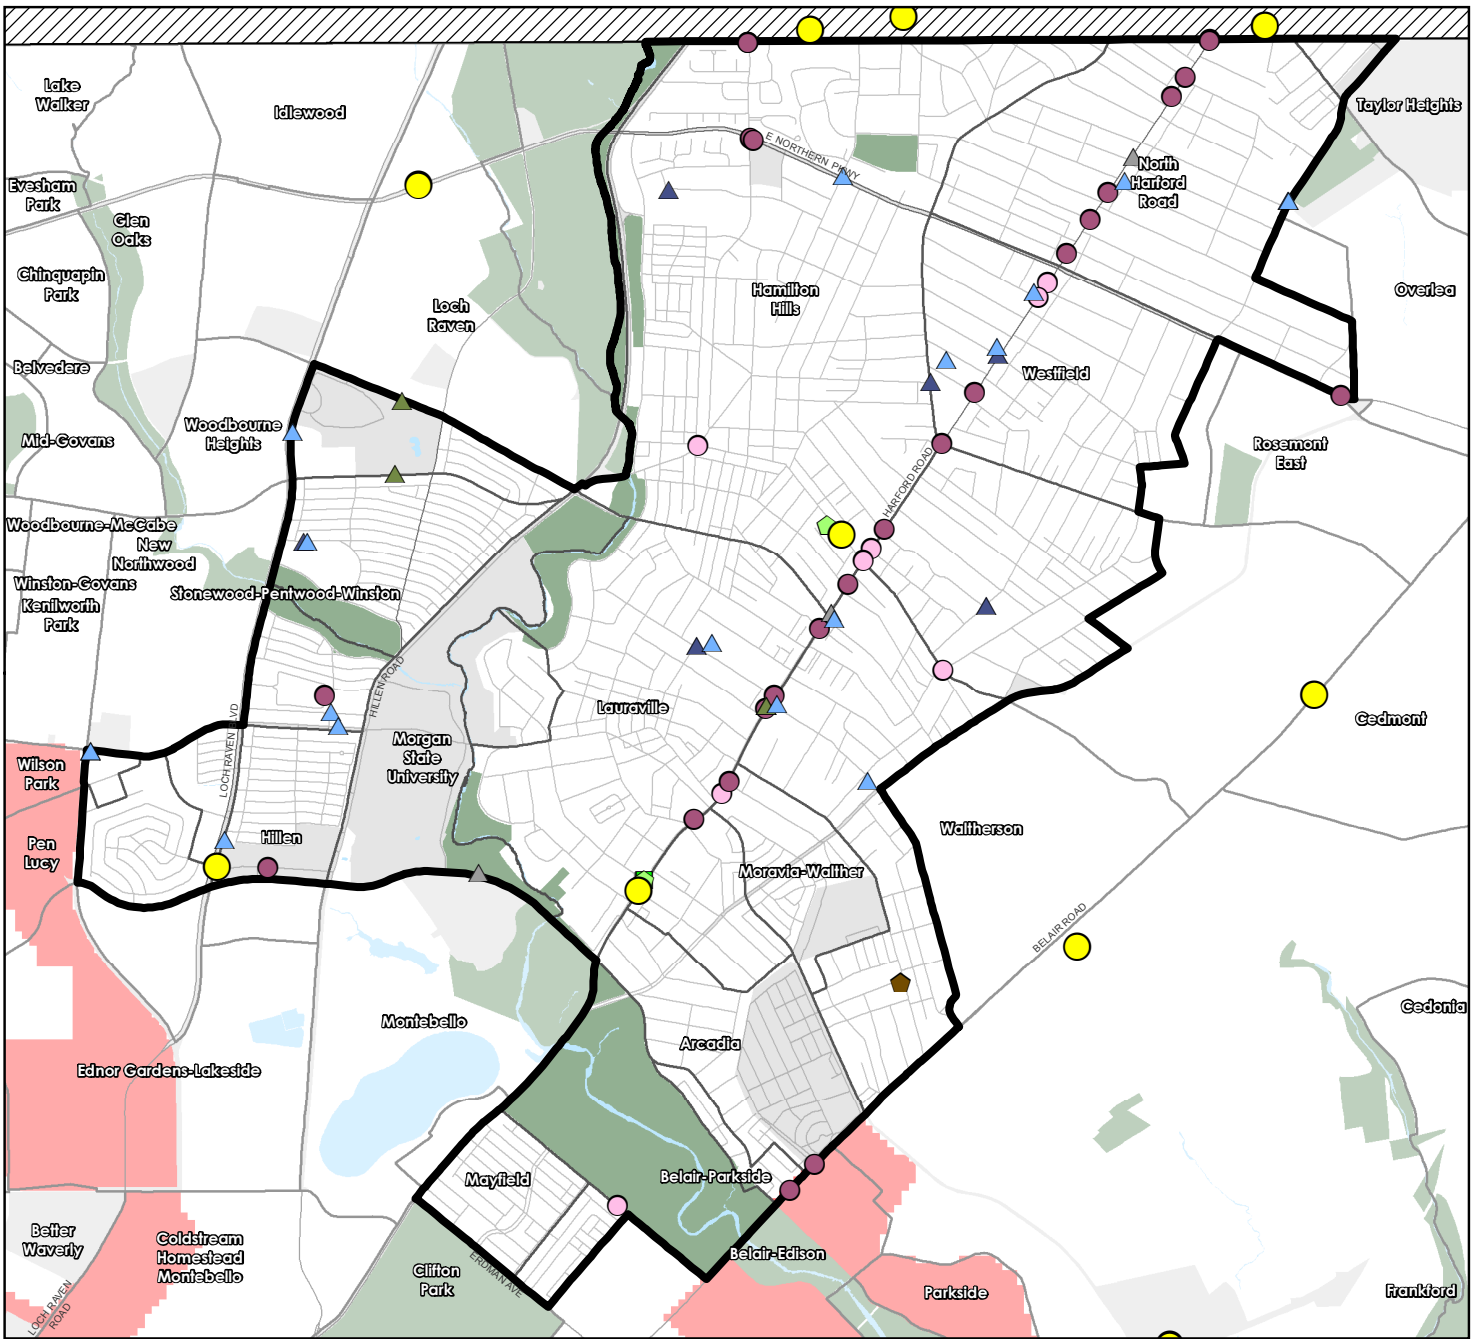 Lake
Walker
Idlewood
Taylor Heights
E NORTHERN PKWY
North
Harford
Road
Evesham
Park
Glen
Oaks
Chinquapin
Park
Loch
Raven
Hamilton
Hills
Overlea
Belvedere
Westfield
Woodbourne
Heights
Mid-Govans
Rosemont
East
HARFORD ROAD
Woodbourne-McCabe
New
Northwood
Winston-Govans
Kenilworth
Park
Stonewood-Pentwood-Winston
HILLEN ROAD
Lauraville
Cedmont
LOCH RAVEN BLVD
Morgan
State
University
Wilson
Park
Pen
Lucy
Hillen
Waltherson
Moravia-Walther
BELAIR ROAD
Cedonia
Montebello
Arcadia
Ednor Gardens-Lakeside
Mayfield
Belair-Parkside
Better
Waverly
Coldstream
Homestead
Montebello
Belair-Edison
ERDMAN AVE
Clifton
Park
Parkside
Frankford
LOCH RAVEN
ROAD